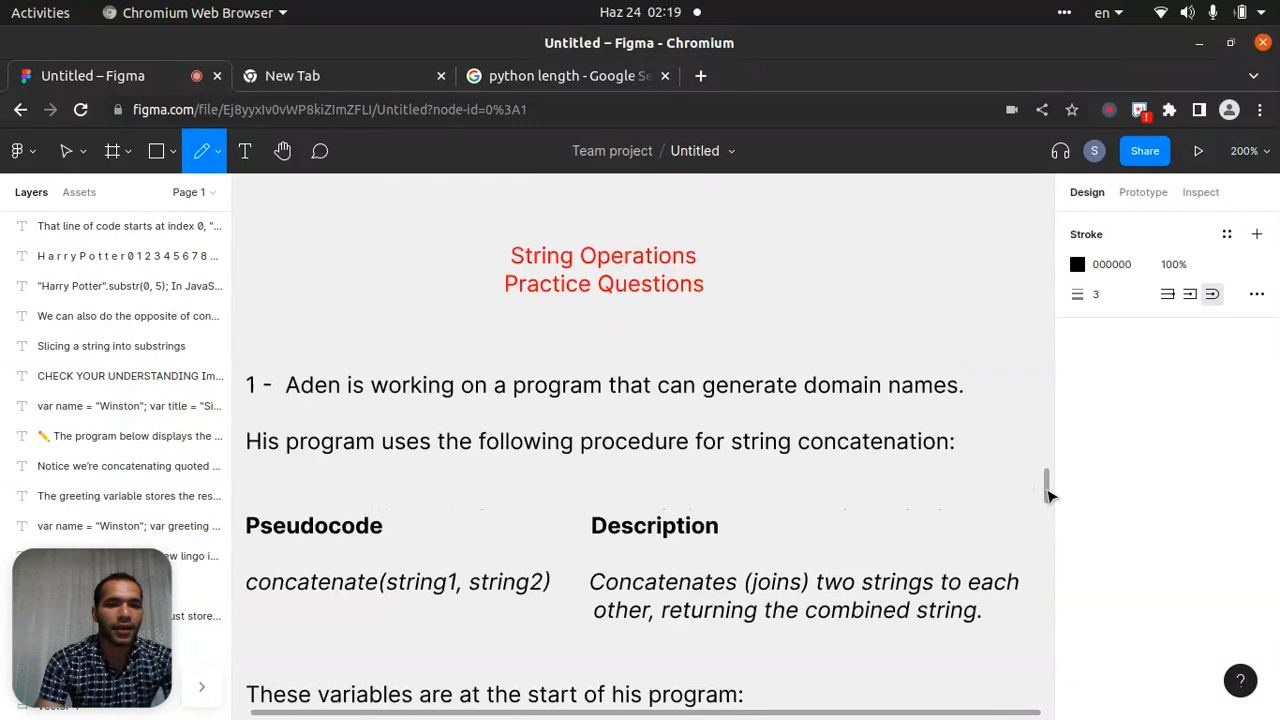 Activities
Chromium Web Browser
Haz 24 02:19
en
Untitled – Figma - Chromium
Untitled – Figma
New Tab
python length - Google Se
figma.com/file/Ej8yyxIv0vWP8kiZImZFLI/Untitled?node-id=0%3A1
Team project / Untitled
S
Share
200%
Layers
Assets
Page 1
Design
Prototype
Inspect
That line of code starts at index 0, "...
H a r r y P o t t e r 0 1 2 3 4 5 6 7 8 ...
"Harry Potter".substr(0, 5); In JavaS...
We can also do the opposite of con...
Slicing a string into substrings
CHECK YOUR UNDERSTANDING Im...
var name = "Winston"; var title = "Si...
✏️ The program below displays the ...
Notice we're concatenating quoted ...
The greeting variable stores the res...
var name = "Winston"; var greeting ...
ew lingo i...
ust store...
Stroke
000000
100%
3
String Operations
Practice Questions
1 - Aden is working on a program that can generate domain names.
His program uses the following procedure for string concatenation:
Pseudocode
Description
concatenate(string1, string2)
Concatenates (joins) two strings to each
other, returning the combined string.
These variables are at the start of his program:
?